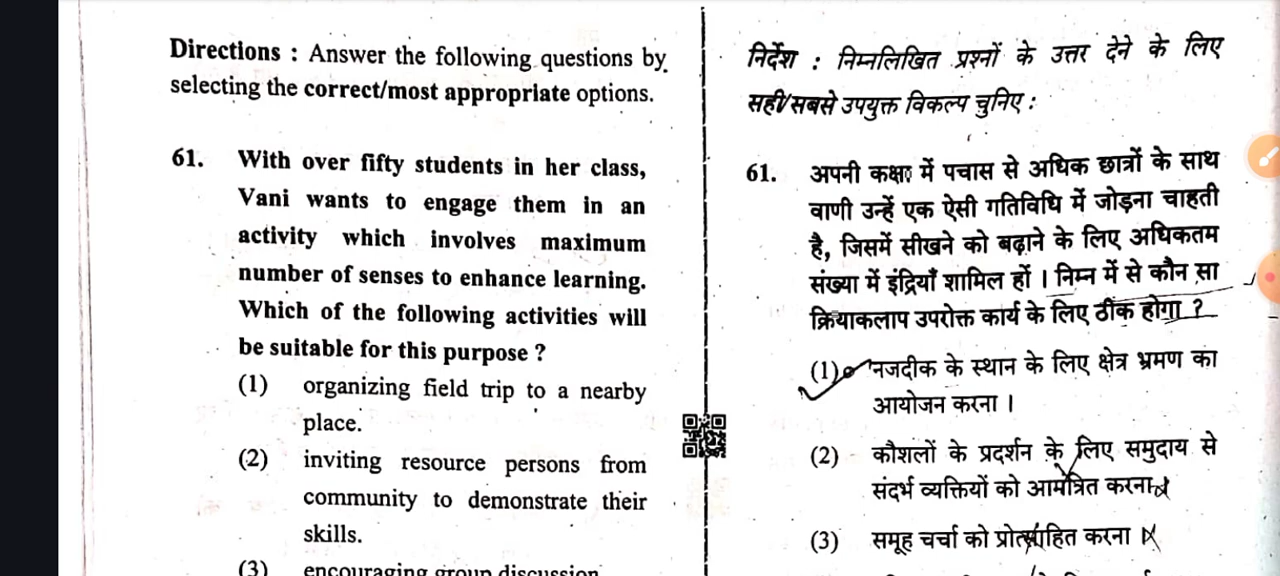 Directions : Answer the following questions by
selecting the correct/most appropriate options.
61. With over fifty students in her class,
Vani wants to engage them in an
activity which involves maximum
number of senses to enhance learning.
Which of the following activities will
be suitable for this purpose ?
(1) organizing field trip to a nearby
place.
(2) inviting resource persons from
community to demonstrate their
skills.
(3) encouraging group discussion
निर्देश : निम्नलिखित प्रश्नों के उत्तर देने के लिए
सही/सबसे उपयुक्त विकल्प चुनिए :
61. अपनी कक्षा में पचास से अधिक छात्रों के साथ
वाणी उन्हें एक ऐसी गतिविधि में जोड़ना चाहती
है, जिसमें सीखने को बढ़ाने के लिए अधिकतम
संख्या में इंद्रियाँ शामिल हों । निम्न में से कौन सा
क्रियाकलाप उपरोक्त कार्य के लिए ठीक होगा ?
(1) नजदीक के स्थान के लिए क्षेत्र भ्रमण का
आयोजन करना ।
(2) कौशलों के प्रदर्शन के लिए समुदाय से
संदर्भ व्यक्तियों को आमंत्रित करना
(3) समूह चर्चा को प्रोत्साहित करना